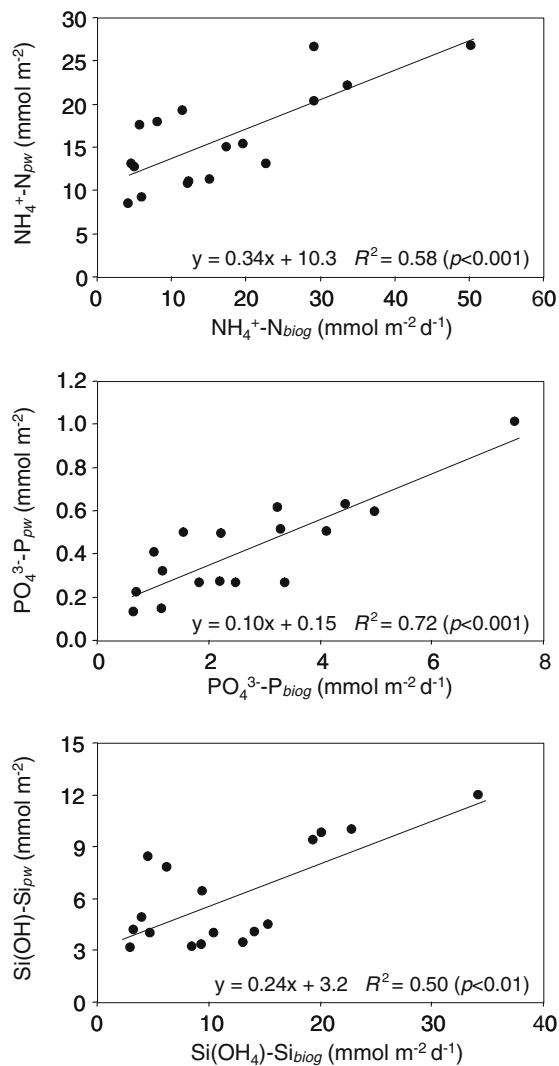 30
25
20
15
10
5
0
NH₄⁺-Npw (mmol m⁻²)
y = 0.34x + 10.3 R² = 0.58 (p<0.001)
0 10 20 30 40 50 60
NH₄⁺-Nbiog (mmol m⁻² d⁻¹)
1.2
1.0
0.8
0.6
0.4
0.2
0.0
PO₄³⁻-Ppw (mmol m⁻²)
y = 0.10x + 0.15 R² = 0.72 (p<0.001)
0 2 4 6 8
PO₄³⁻-Pbiog (mmol m⁻² d⁻¹)
15
12
9
6
3
0
Si(OH)-Sipw (mmol m⁻²)
y = 0.24x + 3.2 R² = 0.50 (p<0.01)
0 10 20 30 40
Si(OH₄)-Sibiog (mmol m⁻² d⁻¹)